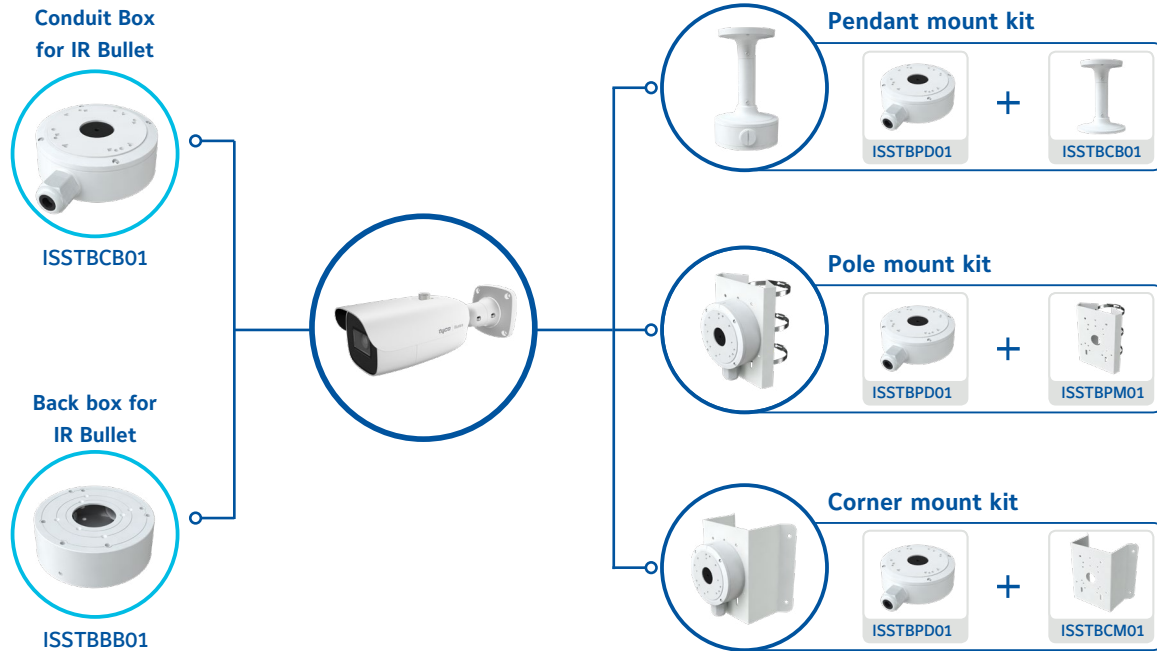 Conduit Box
for IR Bullet
ISSTBCB01
Back box for
IR Bullet
ISSTBBB01
tyco
Pendant mount kit
ISSTBPD01
+
ISSTBCB01
Pole mount kit
ISSTBPD01
+
ISSTBPM01
Corner mount kit
ISSTBPD01
+
ISSTBCM01